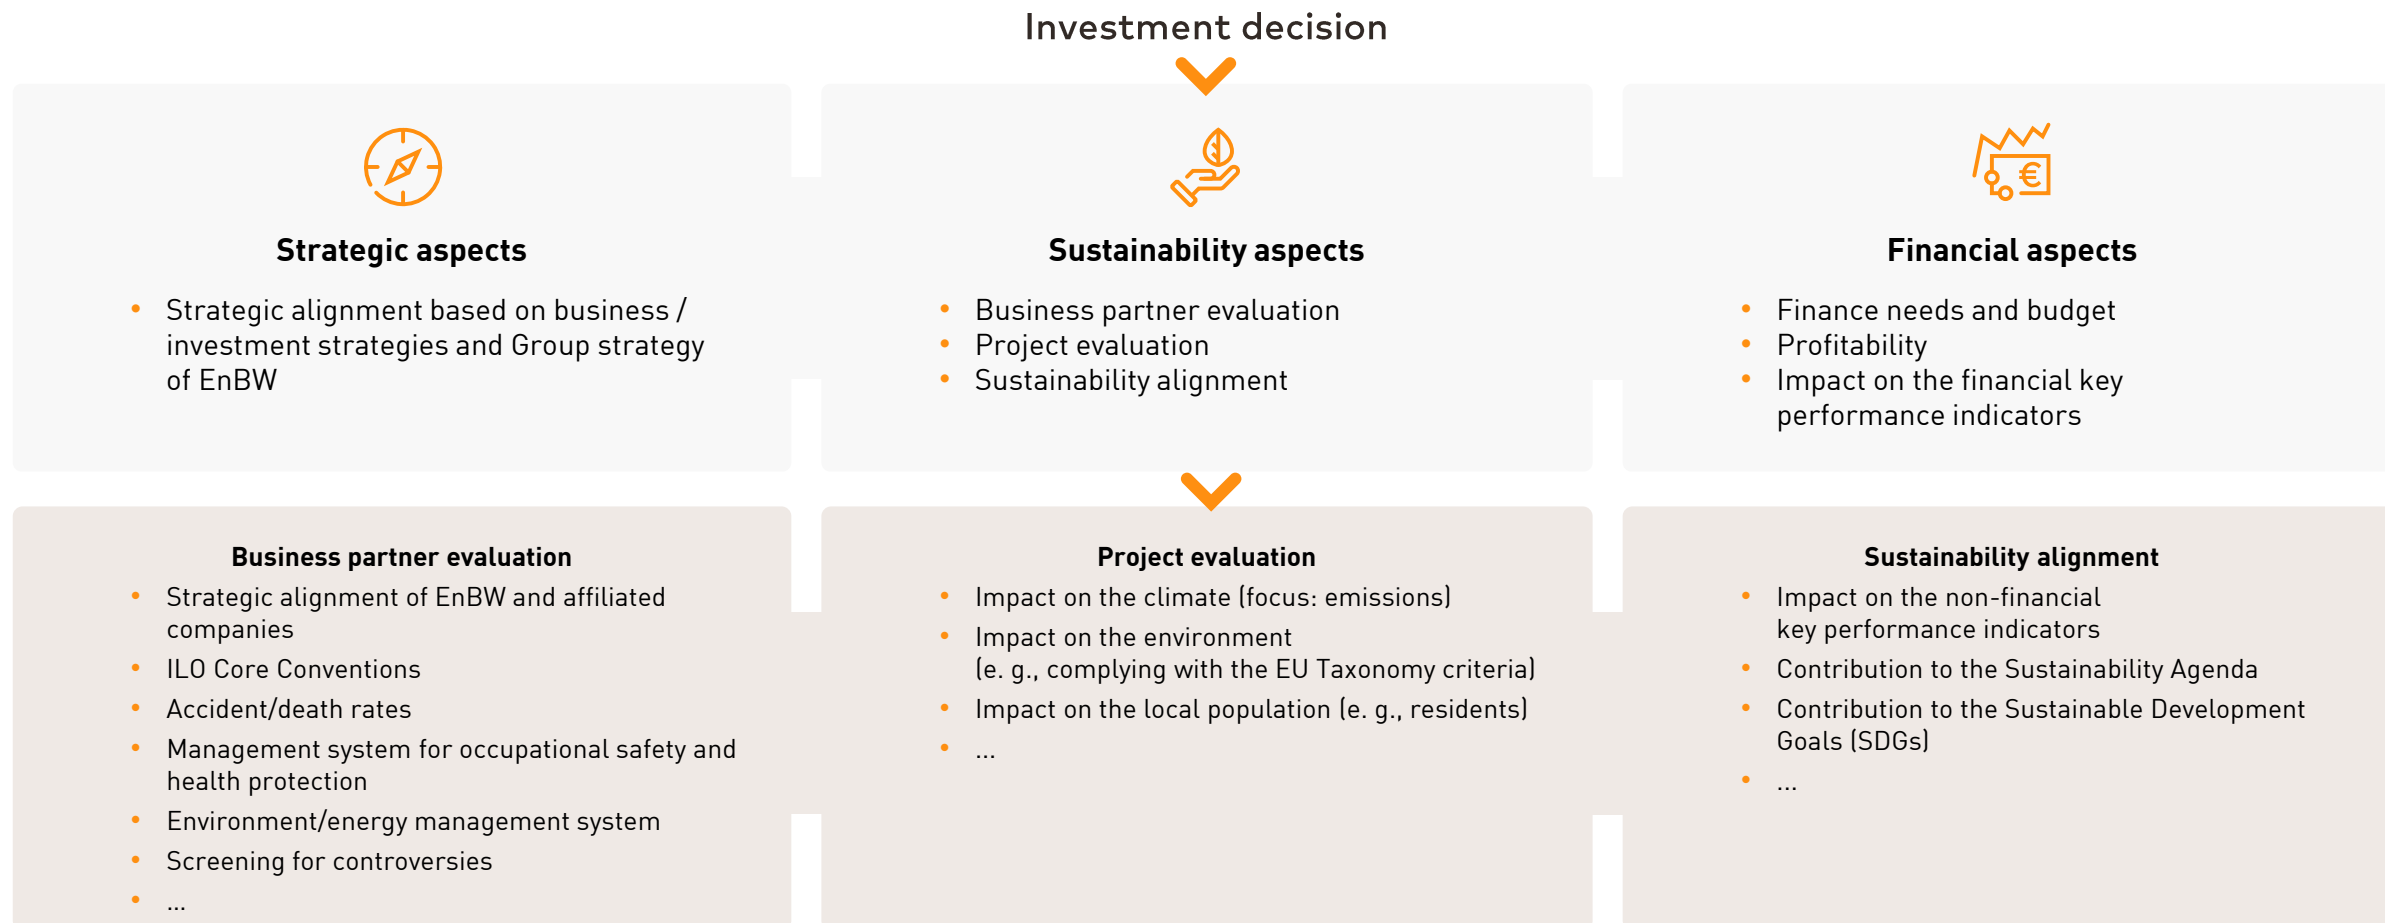 Investment decision
Strategic aspects
• Strategic alignment based on business /
investment strategies and Group strategy
of EnBW
Sustainability aspects
• Business partner evaluation
• Project evaluation
• Sustainability alignment
€
Financial aspects
• Finance needs and budget
• Profitability
• Impact on the financial key
performance indicators
Business partner evaluation
• Strategic alignment of EnBW and affiliated
companies
• ILO Core Conventions
• Accident/death rates
• Management system for occupational safety and
health protection
• Environment/energy management system
• Screening for controversies
• ...
Project evaluation
• Impact on the climate (focus: emissions)
• Impact on the environment
(e. g., complying with the EU Taxonomy criteria)
• Impact on the local population (e. g., residents)
• ...
Sustainability alignment
• Impact on the non-financial
key performance indicators
• Contribution to the Sustainability Agenda
• Contribution to the Sustainable Development
Goals (SDGs)
• ...